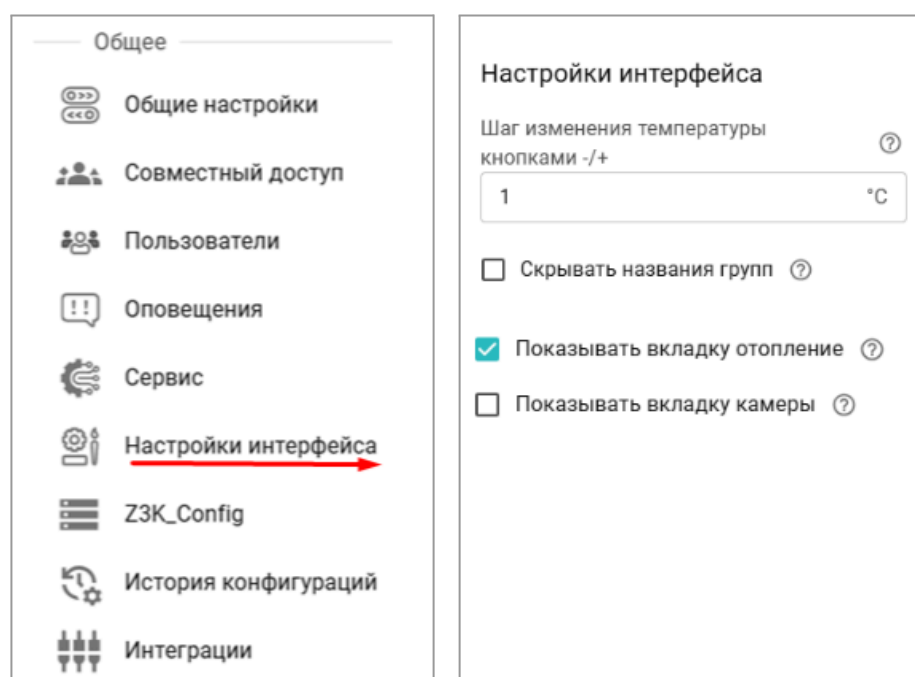 Общее
Общие настройки
Совместный доступ
Пользователи
Оповещения
Сервис
Настройки интерфейса
Z3K_Config
История конфигураций
Интеграции
Настройки интерфейса
Шаг изменения температуры
кнопками -/+
1 °C
Скрывать названия групп
Показывать вкладку отопление
Показывать вкладку камеры